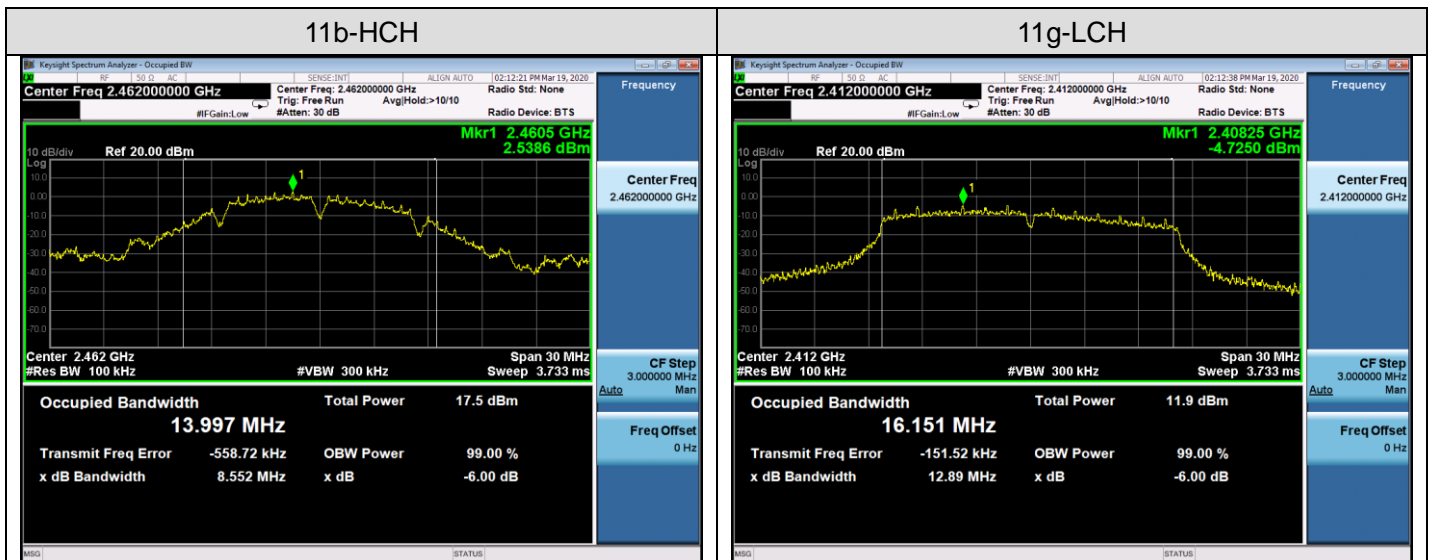 11b-HCH
Keysight Spectrum Analyzer - Occupied BW
RF 50 Ω AC SENSE:INT ALIGN AUTO 02:12:21 PM Mar 19, 2020
Center Freq 2.462000000 GHz
Center Freq: 2.462000000 GHz Radio Std: None
Trig: Free Run Avg|Hold:>10/10
#IFGain:Low #Atten: 30 dB Radio Device: BTS
Mkr1 2.4605 GHz
2.5386 dBm
10 dB/div Ref 20.00 dBm
Log
10.0
0.00
-10.0
-20.0
-30.0
-40.0
-50.0
-60.0
-70.0
1
Center 2.462 GHz Span 30 MHz
#Res BW 100 kHz #VBW 300 kHz Sweep 3.733 ms
Occupied Bandwidth Total Power 17.5 dBm
13.997 MHz
Transmit Freq Error -558.72 kHz OBW Power 99.00 %
x dB Bandwidth 8.552 MHz x dB -6.00 dB
MSG STATUS
Frequency
Center Freq
2.462000000 GHz
CF Step
3.000000 MHz
Auto Man
Freq Offset
0 Hz
11g-LCH
Keysight Spectrum Analyzer - Occupied BW
RF 50 Ω AC SENSE:INT ALIGN AUTO 02:12:38 PM Mar 19, 2020
Center Freq 2.412000000 GHz
Center Freq: 2.412000000 GHz Radio Std: None
Trig: Free Run Avg|Hold:>10/10
#IFGain:Low #Atten: 30 dB Radio Device: BTS
Mkr1 2.40825 GHz
-4.7250 dBm
10 dB/div Ref 20.00 dBm
Log
10.0
0.00
-10.0
-20.0
-30.0
-40.0
-50.0
-60.0
-70.0
1
Center 2.412 GHz Span 30 MHz
#Res BW 100 kHz #VBW 300 kHz Sweep 3.733 ms
Occupied Bandwidth Total Power 11.9 dBm
16.151 MHz
Transmit Freq Error -151.52 kHz OBW Power 99.00 %
x dB Bandwidth 12.89 MHz x dB -6.00 dB
MSG STATUS
Frequency
Center Freq
2.412000000 GHz
CF Step
3.000000 MHz
Auto Man
Freq Offset
0 Hz